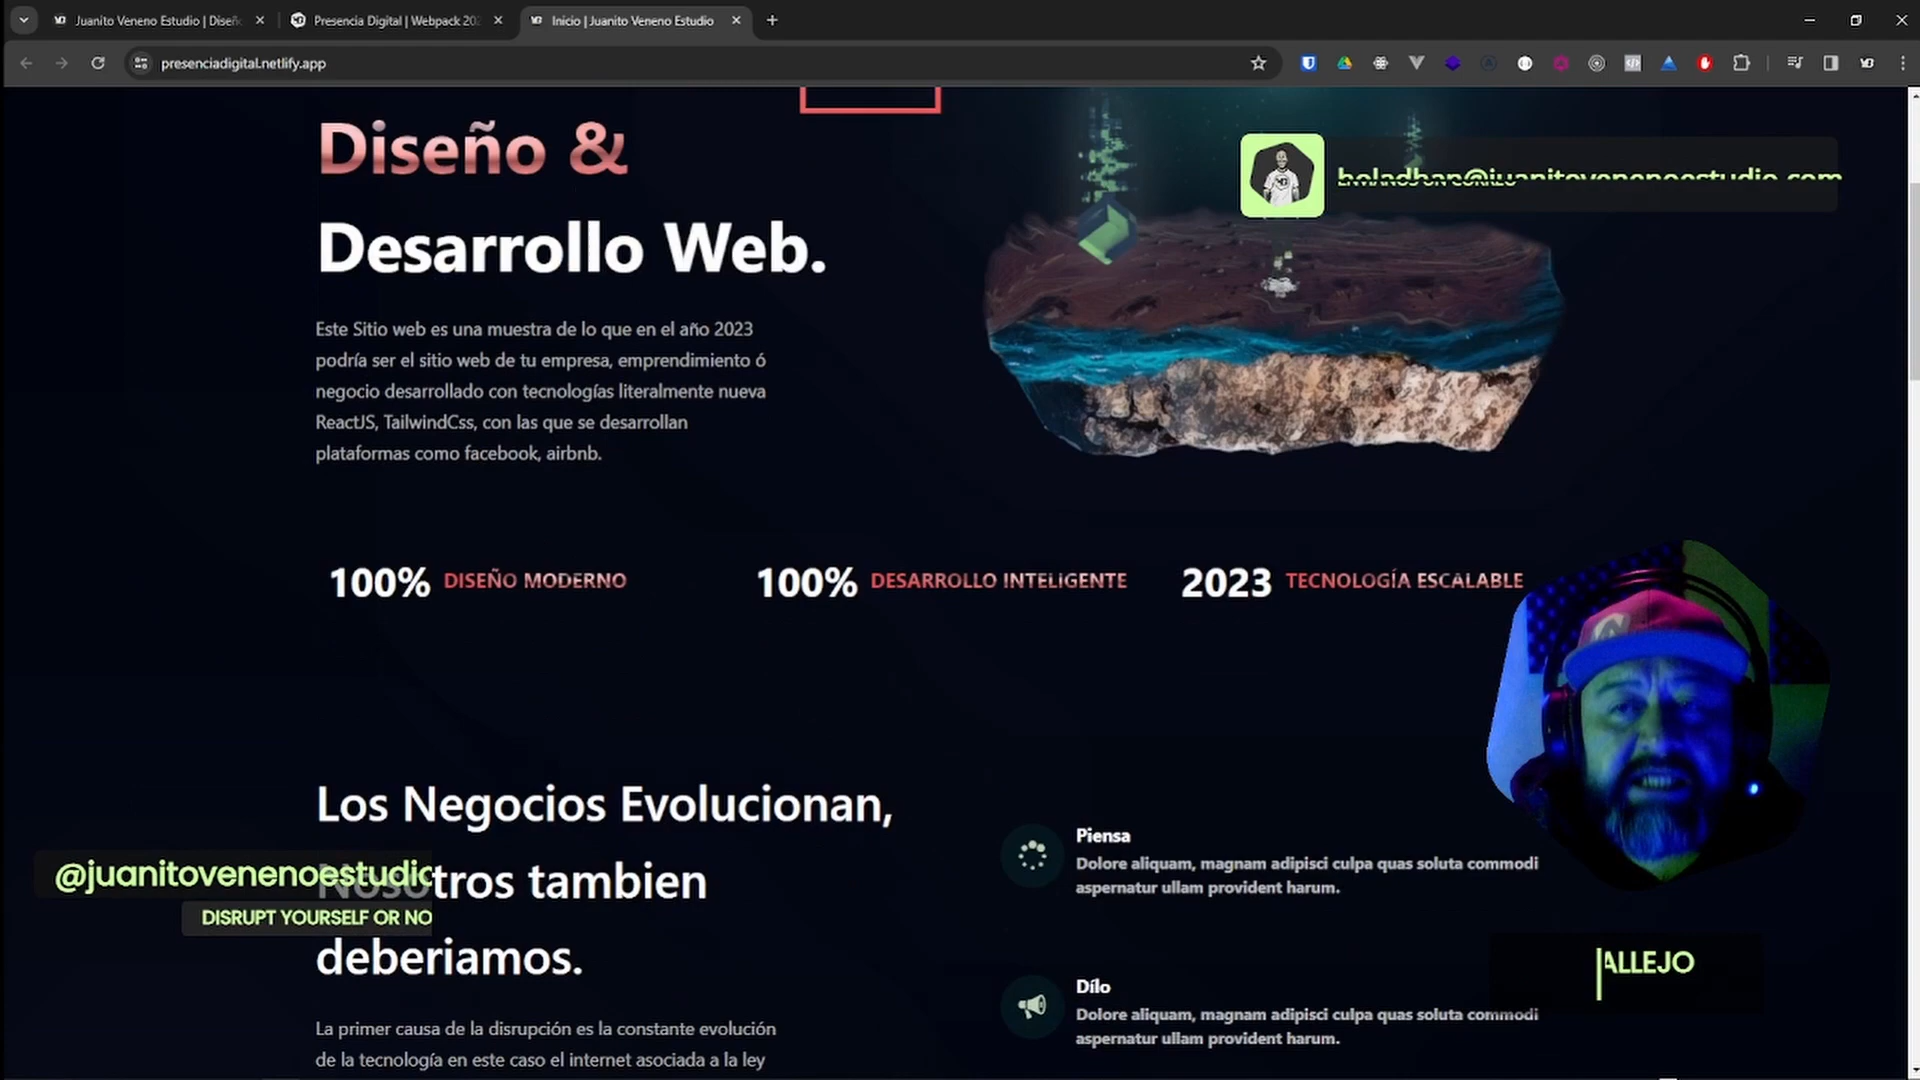 Juanito Veneno Estudio | Diseñ
Presencia Digital | Webpack 202
Inicio | Juanito Veneno Estudio
presenciadigital.netlify.app
Diseño &
Desarrollo Web.
Este Sitio web es una muestra de lo que en el año 2023
podría ser el sitio web de tu empresa, emprendimiento ó
negocio desarrollado con tecnologías literalmente nueva
ReactJS, TailwindCss, con las que se desarrollan
plataformas como facebook, airbnb.
100% DISEÑO MODERNO
100% DESARROLLO INTELIGENTE
2023 TECNOLOGÍA ESCALABLE
Los Negocios Evolucionan,
Nosotros tambien
deberiamos.
La primer causa de la disrupción es la constante evolución
de la tecnología en este caso el internet asociada a la ley
Piensa
Dolore aliquam, magnam adipisci culpa quas soluta commodi
aspernatur ullam provident harum.
Dílo
Dolore aliquam, magnam adipisci culpa quas soluta commodi
aspernatur ullam provident harum.
@juanitovenenoestudio
DISRUPT YOURSELF OR NO
ALLEJO